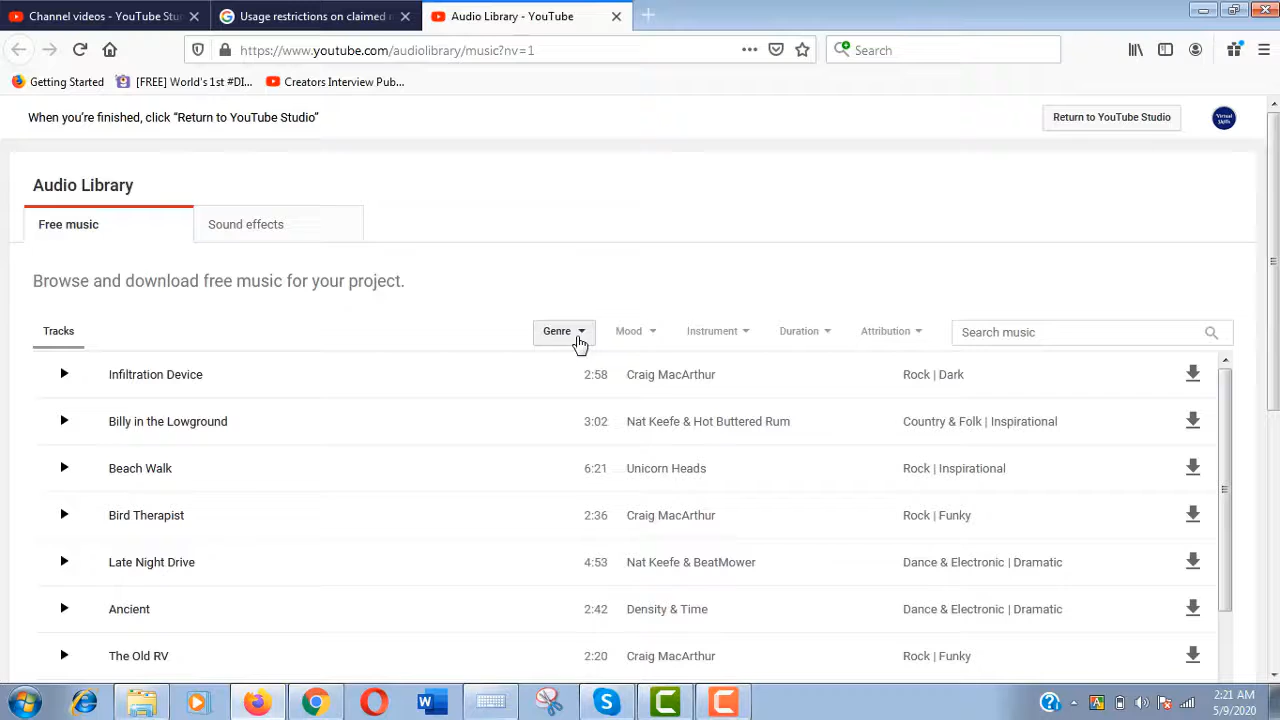 Channel videos - YouTube Stu
Usage restrictions on claimed
Audio Library - YouTube
https://www.youtube.com/audiolibrary/music?nv=1
Search
Getting Started
[FREE] World's 1st #DI...
Creators Interview Pub...
When you're finished, click "Return to YouTube Studio"
Return to YouTube Studio
Virtual Skills
Audio Library
Free music
Sound effects
Browse and download free music for your project.
Tracks
Genre
Mood
Instrument
Duration
Attribution
Search music
Infiltration Device 2:58 Craig MacArthur Rock | Dark
Billy in the Lowground 3:02 Nat Keefe & Hot Buttered Rum Country & Folk | Inspirational
Beach Walk 6:21 Unicorn Heads Rock | Inspirational
Bird Therapist 2:36 Craig MacArthur Rock | Funky
Late Night Drive 4:53 Nat Keefe & BeatMower Dance & Electronic | Dramatic
Ancient 2:42 Density & Time Dance & Electronic | Dramatic
The Old RV 2:20 Craig MacArthur Rock | Funky
2:21 AM
5/9/2020